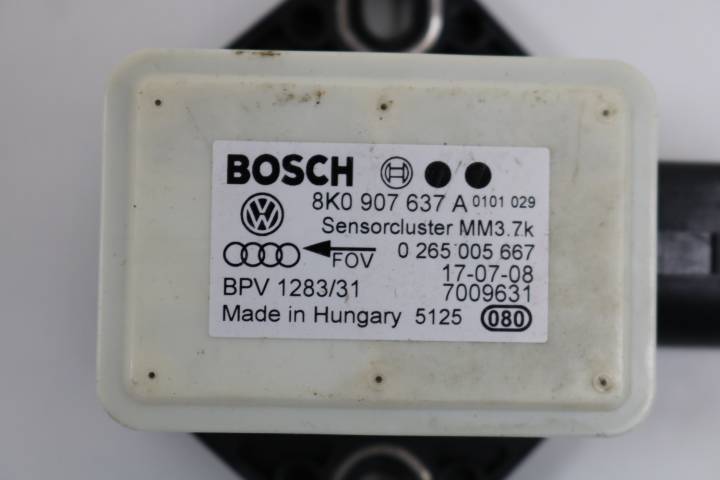 BOSCH
8K0 907 637 A 0101 029
Sensorcluster MM3.7k
FOV 0 265 005 667
17-07-08
BPV 1283/31 7009631
Made in Hungary 5125 080